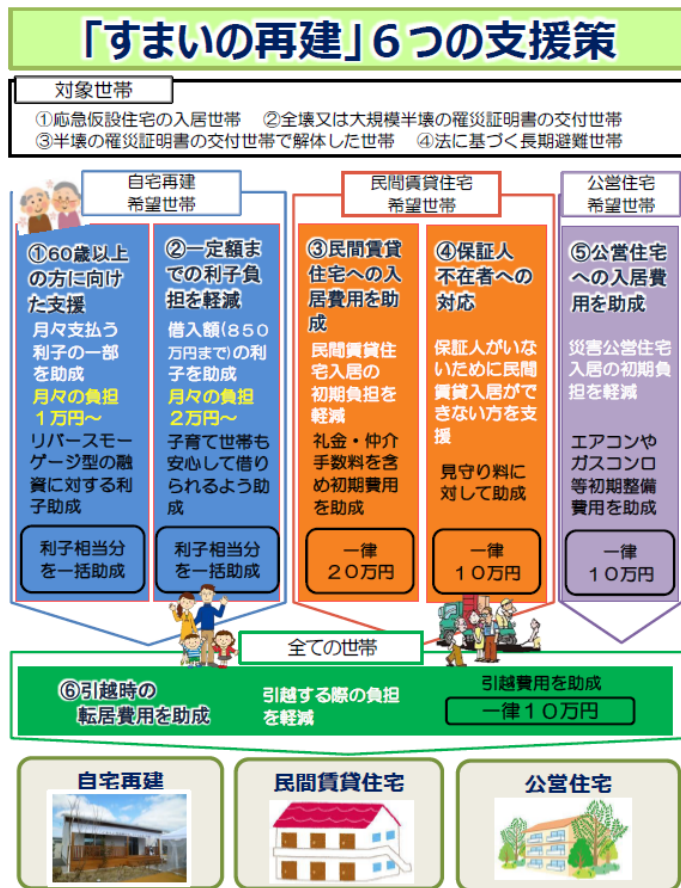 「すまいの再建」６つの支援策
対象世帯
①応急仮設住宅の入居世帯　②全壊又は大規模半壊の罹災証明書の交付世帯
③半壊の罹災証明書の交付世帯で解体した世帯　④法に基づく長期避難世帯
自宅再建
希望世帯
①60歳以上
の方に向け
た支援
月々支払う
利子の一部
を助成
月々の負担
１万円～
リバースモー
ゲージ型の融
資に対する利
子助成
利子相当分
を一括助成
②一定額ま
での利子負
担を軽減
借入額(８５０
万円まで)の利
子を助成
月々の負担
２万円～
子育て世帯も
安心して借り
られるよう助
成
利子相当分
を一括助成
民間賃貸住宅
希望世帯
③民間賃貸
住宅への入
居費用を助
成
民間賃貸住
宅入居の
初期負担を
軽減
礼金・仲介
手数料を含
め初期費用
を助成
一律
２０万円
④保証人
不在者への
対応
保証人がいな
いために民間
賃貸入居がで
きない方を支
援
見守り料に
対して助成
一律
１０万円
公営住宅
希望世帯
⑤公営住宅
への入居費
用を助成
災害公営住宅
入居の初期負
担を軽減
エアコンや
ガスコンロ
等初期整備
費用を助成
一律
１０万円
全ての世帯
⑥引越時の
転居費用を助成
引越する際の負担
を軽減
引越費用を助成
一律１０万円
自宅再建
民間賃貸住宅
公営住宅